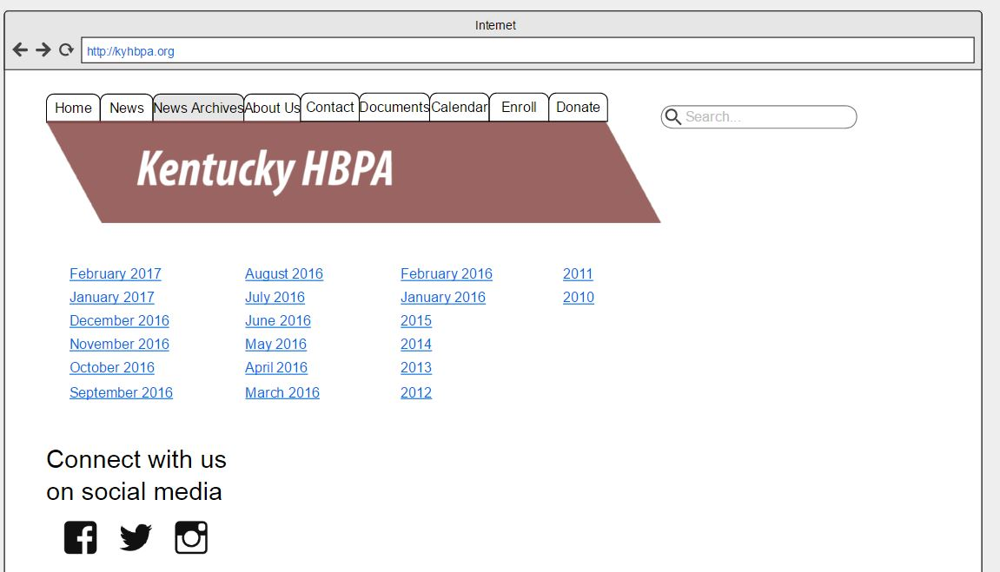 Internet
http://kyhbpa.org
Home News News Archives About Us Contact Documents Calendar Enroll Donate
Search...
Kentucky HBPA
February 2017 August 2016 February 2016 2011
January 2017 July 2016 January 2016 2010
December 2016 June 2016 2015
November 2016 May 2016 2014
October 2016 April 2016 2013
September 2016 March 2016 2012
Connect with us
on social media